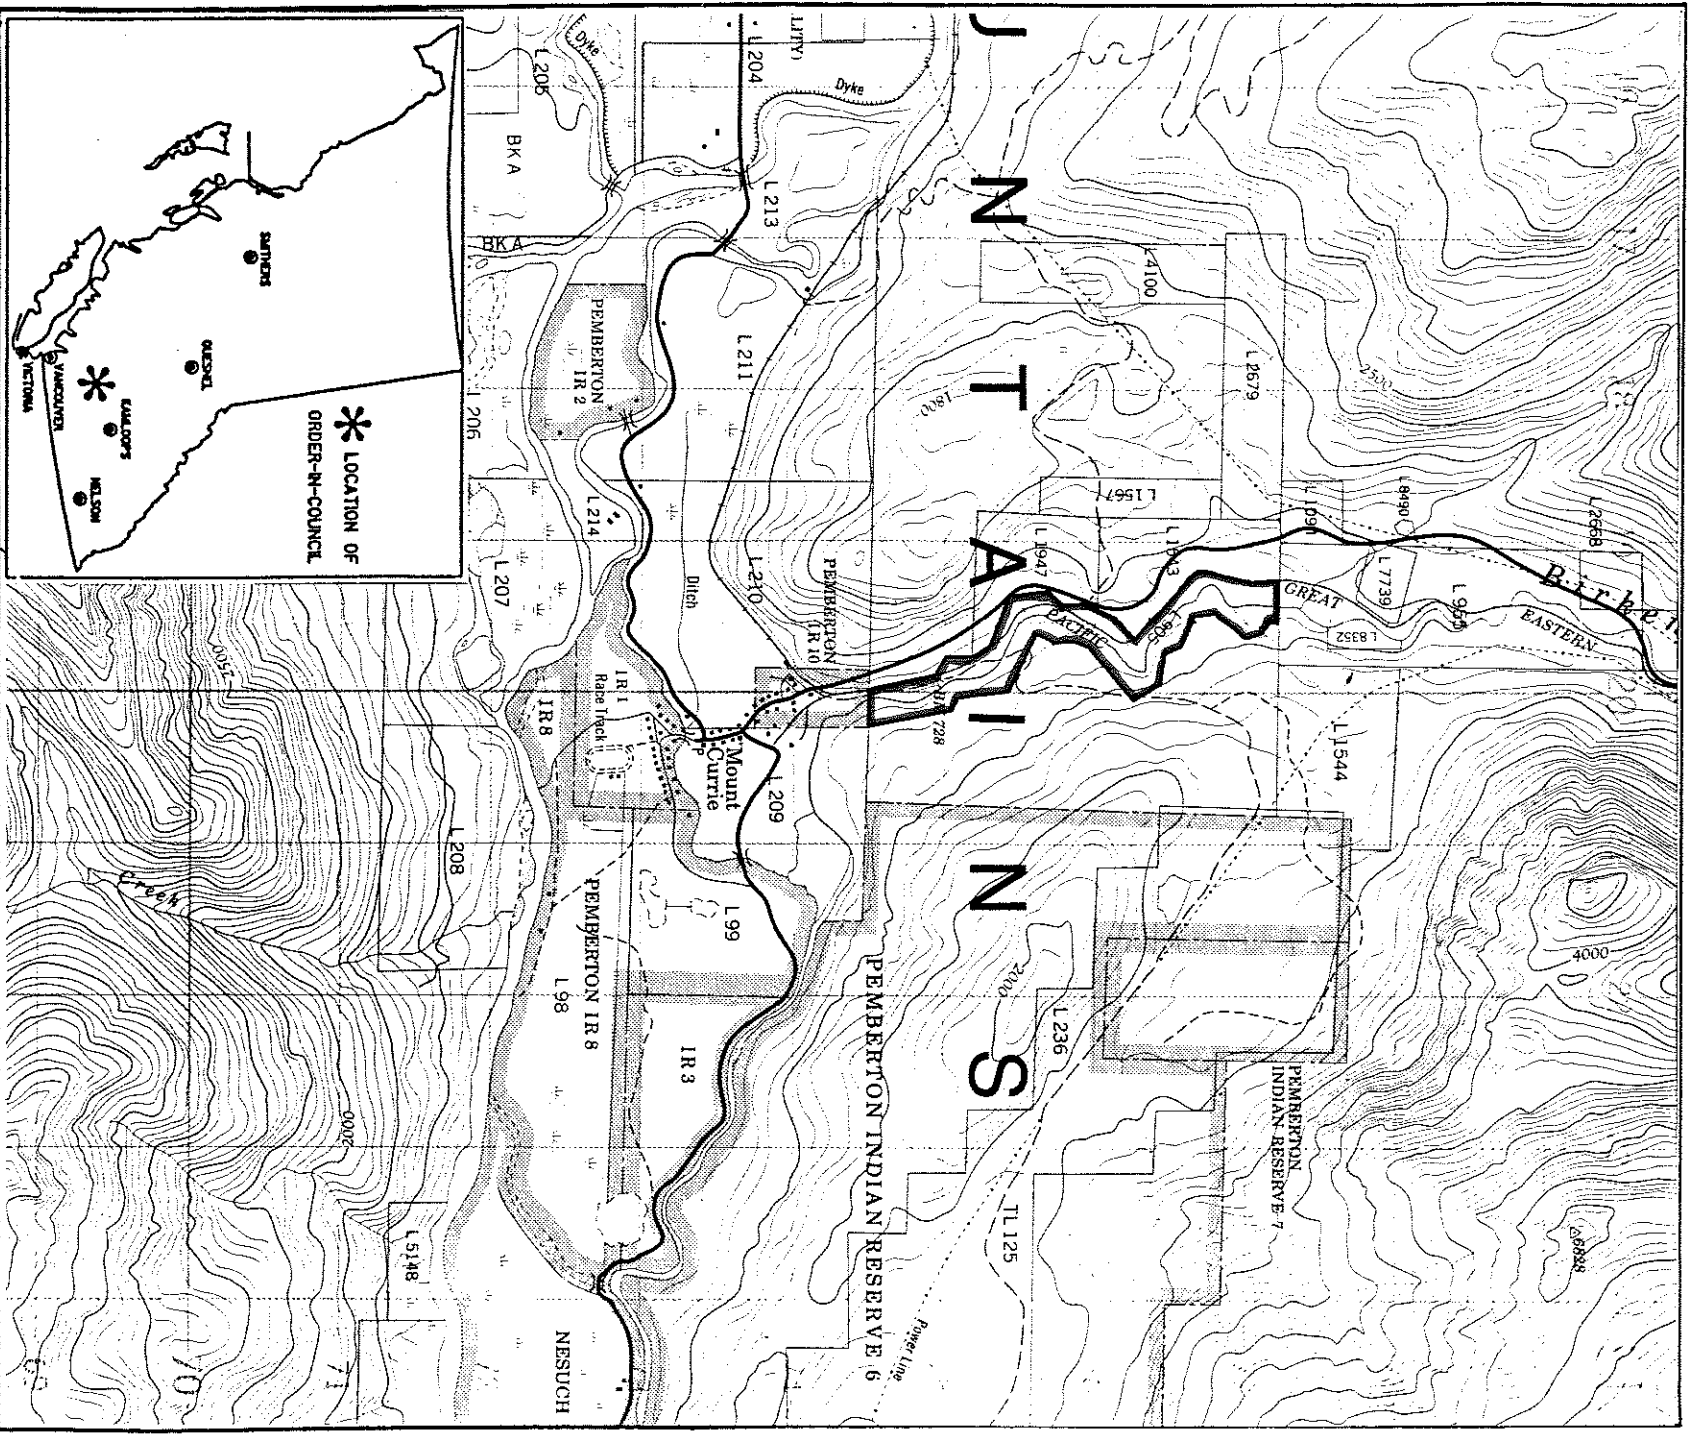 U N T A I N S
LITY)
L 204
L 205
Dyke
Dyke
BK A
BK A
L 213
L 4100
L 2679
2500
L 211
1800
PEMBERTON
IR 2
L 206
L 1567
L 1091
L 8490
L 2668
L 214
L 207
L 1947
L 7739
PEMBERTON
IR 10
L 210
Ditch
GREAT
EASTERN
PACIFIC
L 8352
IR 1
Race Track
IR 8
P
Mount
Currie
L 209
L 1544
2500
L 208
Creek
L 99
PEMBERTON IR 8
L 98
IR 3
PEMBERTON INDIAN RESERVE 6
2000
L 236
4000
PEMBERTON
INDIAN RESERVE 7
TL 125
Power Line
L 5148
NESUCH
70
71
LOCATION OF
ORDER-IN-COUNCIL
SMITHERS
QUESNEL
KAMLOOPS
VANCOUVER
VICTORIA
NELSON